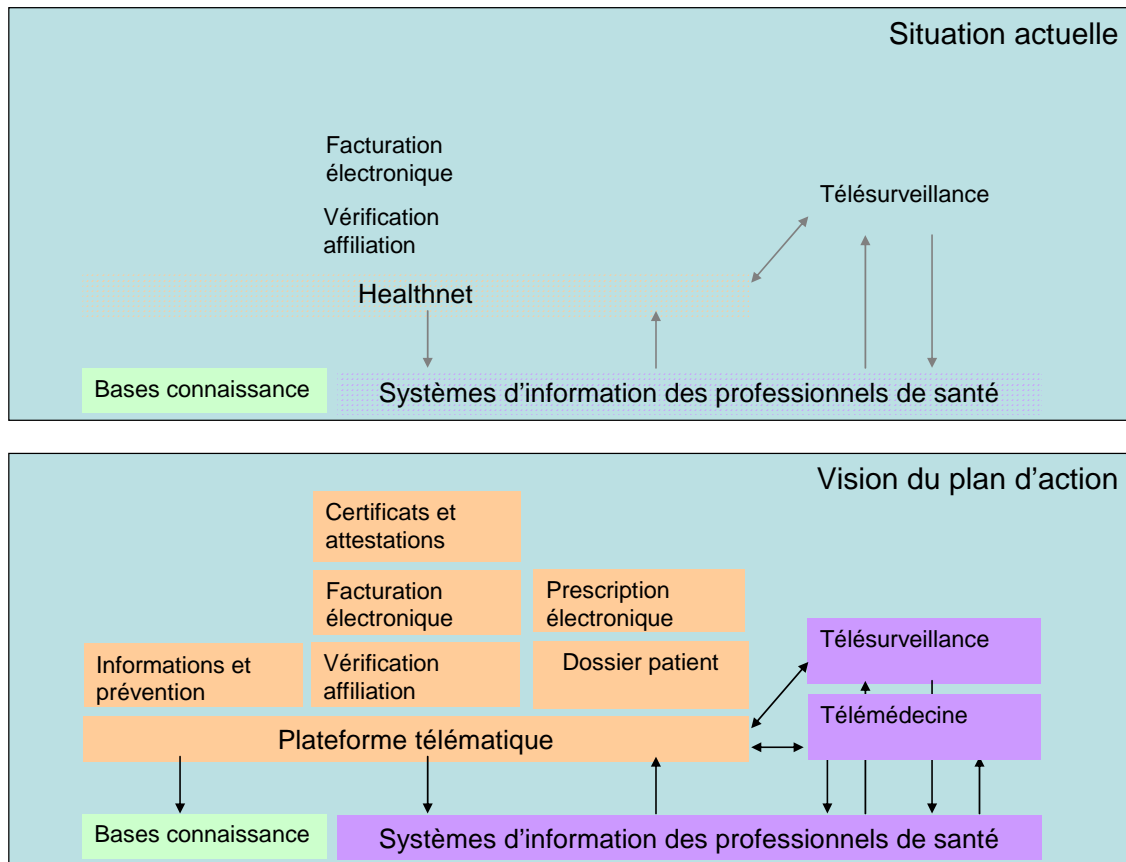 Situation actuelle
Facturation
électronique
Vérification
affiliation
Télésurveillance
Healthnet
Bases connaissance
Systèmes d'information des professionnels de santé
Vision du plan d'action
Certificats et
attestations
Facturation
électronique
Prescription
électronique
Informations et
prévention
Vérification
affiliation
Dossier patient
Télésurveillance
Télémédecine
Plateforme télématique
Bases connaissance
Systèmes d'information des professionnels de santé